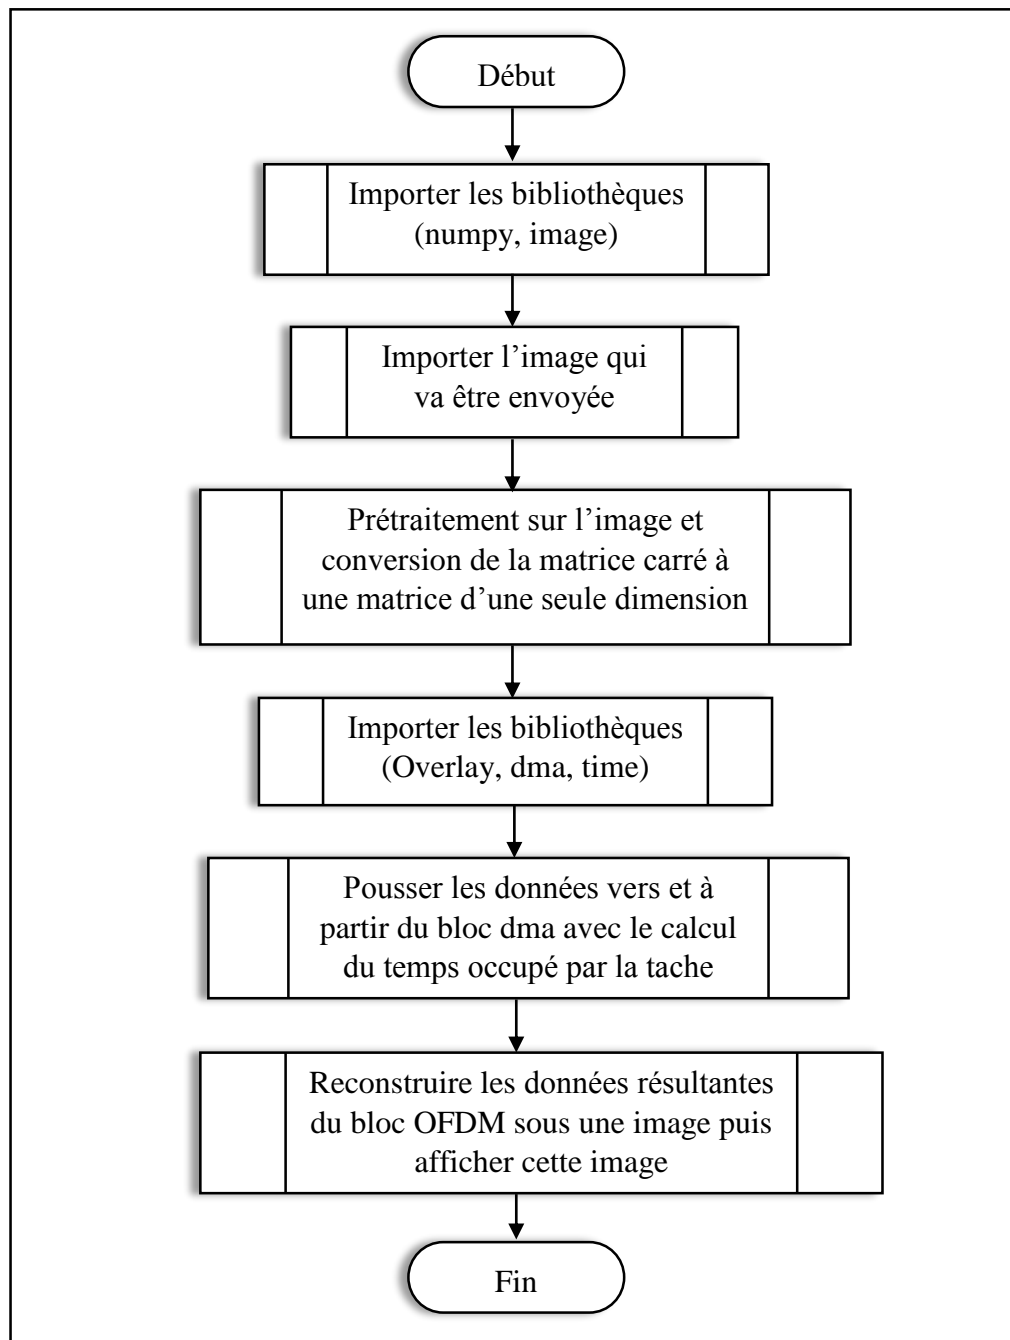 Début
Importer les bibliothèques
(numpy, image)
Importer l’image qui
va être envoyée
Prétraitement sur l’image et
conversion de la matrice carré à
une matrice d’une seule dimension
Importer les bibliothèques
(Overlay, dma, time)
Pousser les données vers et à
partir du bloc dma avec le calcul
du temps occupé par la tache
Reconstruire les données résultantes
du bloc OFDM sous une image puis
afficher cette image
Fin